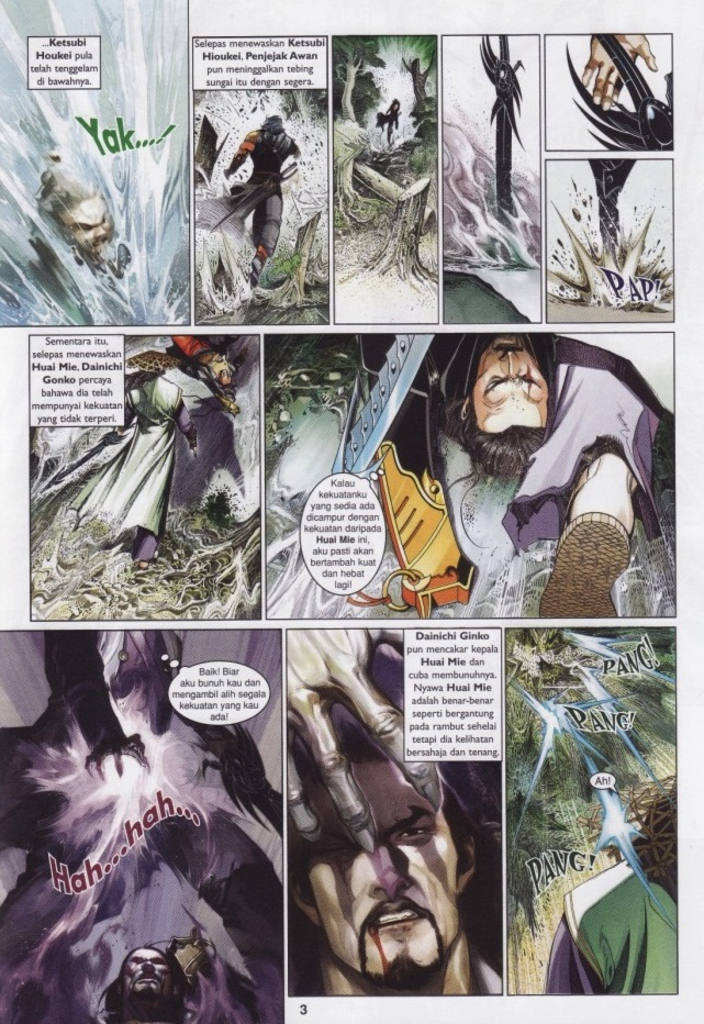 ...Ketsubi
Houkei pula
telah tenggelam
di bawahnya.
Yak....!
Selepas menewaskan Ketsubi
Hioukei, Penjejak Awan
pun meninggalkan tebing
sungai itu dengan segera.
PAP!
Sementara itu,
selepas menewaskan
Huai Mie, Dainichi
Gonko percaya
bahawa dia telah
mempunyai kekuatan
yang tidak terperi.
Kalau
kekuatanku
yang sedia ada
dicampur dengan
kekuatan daripada
Huai Mie ini,
aku pasti akan
bertambah kuat
dan hebat
lagi!
Baik! Biar
aku bunuh kau dan
mengambil alih segala
kekuatan yang kau
ada!
Hah...hah...
Dainichi Ginko
pun mencakar kepala
Huai Mie dan
cuba membunuhnya.
Nyawa Huai Mie
adalah benar-benar
seperti bergantung
pada rambut sehelai
tetapi dia kelihatan
bersahaja dan tenang.
PANG!
PANG!
Ah!
PANG!
3